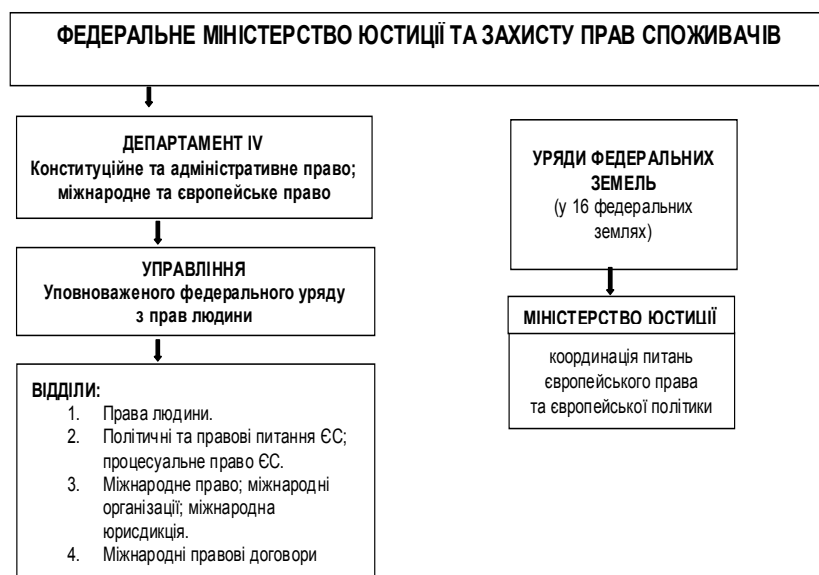 ФЕДЕРАЛЬНЕ МІНІСТЕРСТВО ЮСТИЦІЇ ТА ЗАХИСТУ ПРАВ СПОЖИВАЧІВ
ДЕПАРТАМЕНТ IV
Конституційне та адміністративне право;
міжнародне та європейське право
УПРАВЛІННЯ
Уповноваженого федерального уряду
з прав людини
ВІДДІЛИ:
1. Права людини.
2. Політичні та правові питання ЄС;
процесуальне право ЄС.
3. Міжнародне право; міжнародні
організації; міжнародна
юрисдикція.
4. Міжнародні правові договори
УРЯДИ ФЕДЕРАЛЬНИХ
ЗЕМЕЛЬ
(у 16 федеральних
землях)
МІНІСТЕРСТВО ЮСТИЦІЇ
координація питань
європейського права
та європейської політики